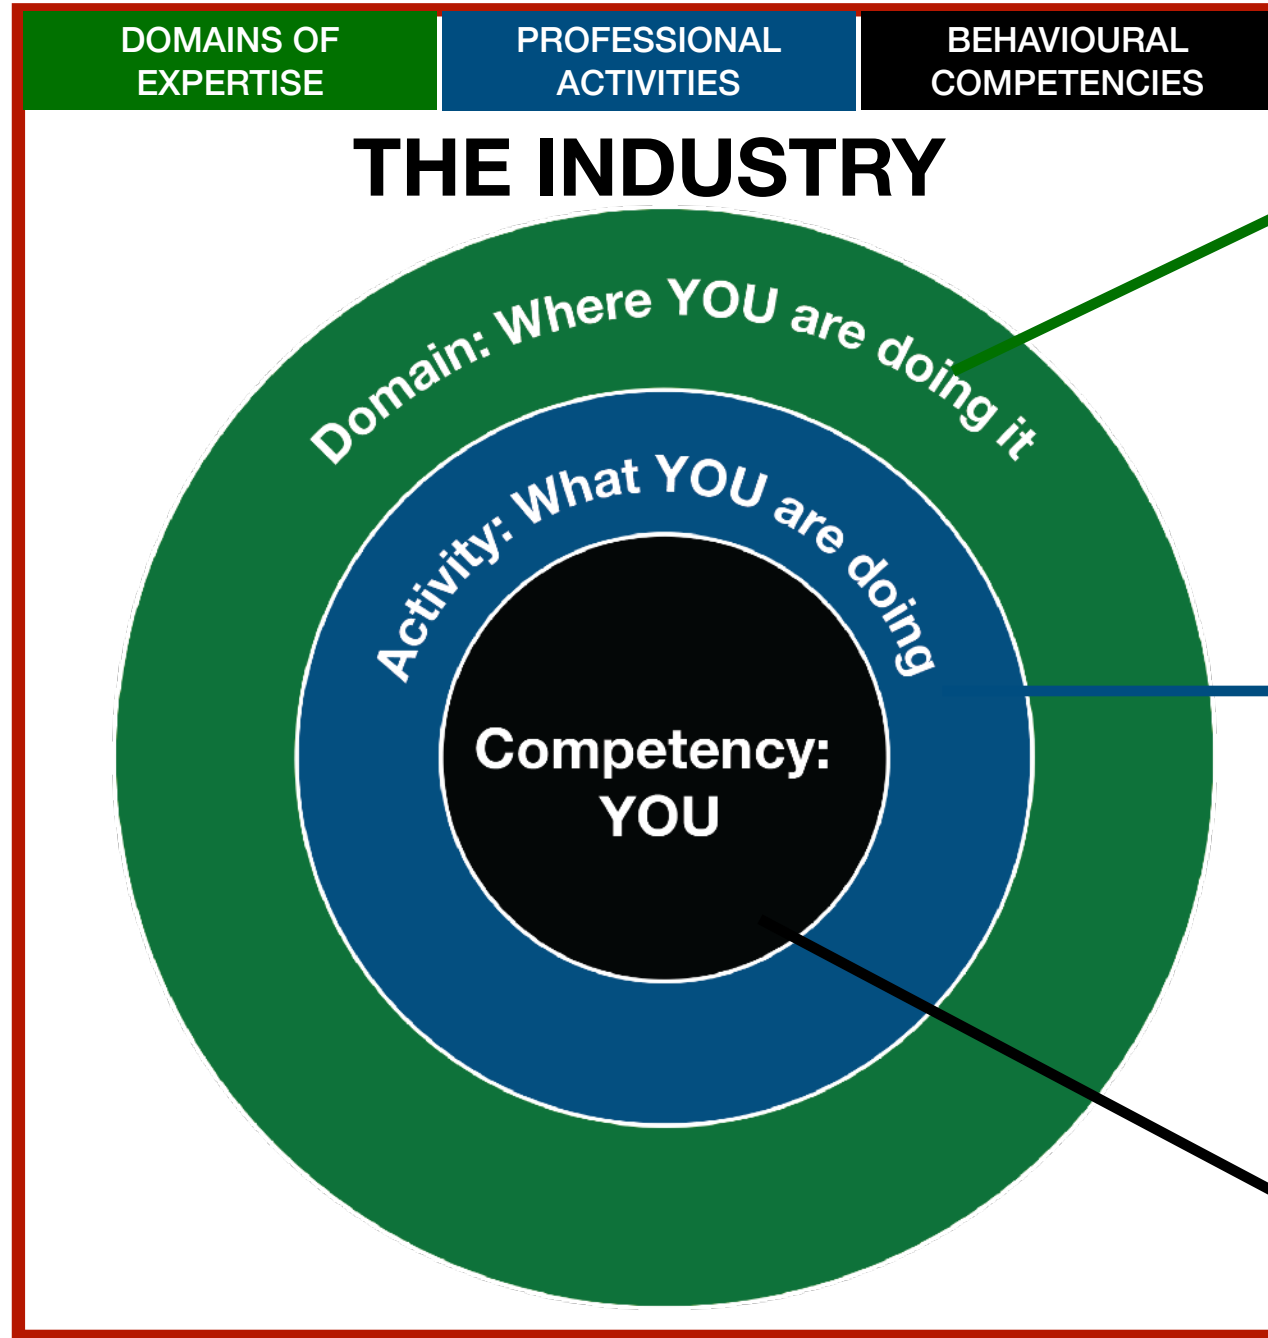 DOMAINS OF
EXPERTISE
PROFESSIONAL
ACTIVITIES
BEHAVIOURAL
COMPETENCIES
THE INDUSTRY
Domain: Where YOU are doing it
Activity: What YOU are doing
Competency:
YOU